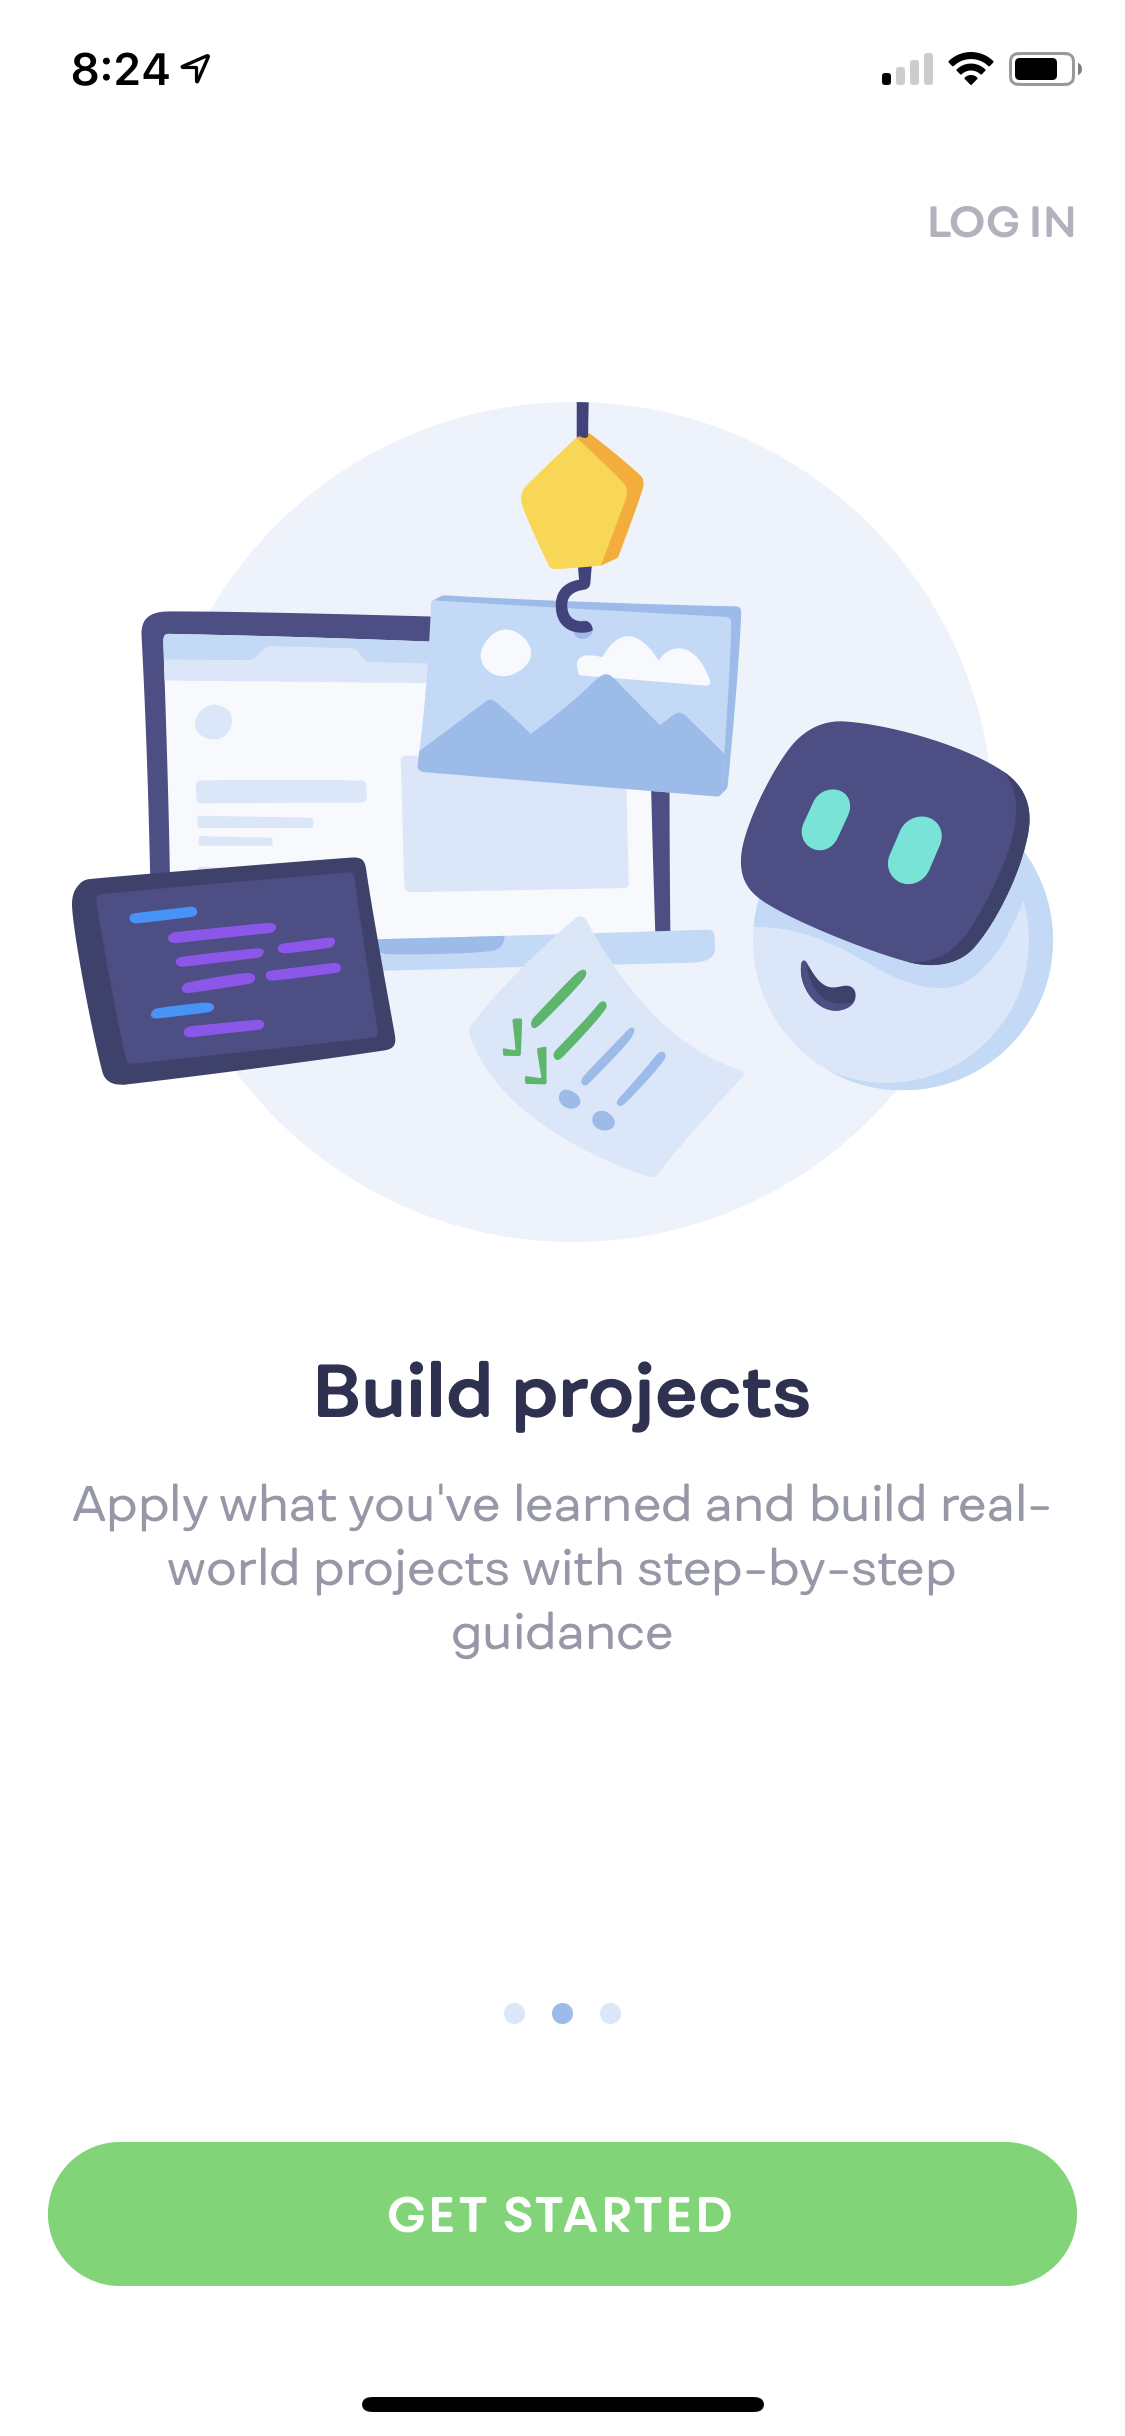 8:24
LOG IN
Build projects
Apply what you've learned and build real-
world projects with step-by-step
guidance
GET STARTED